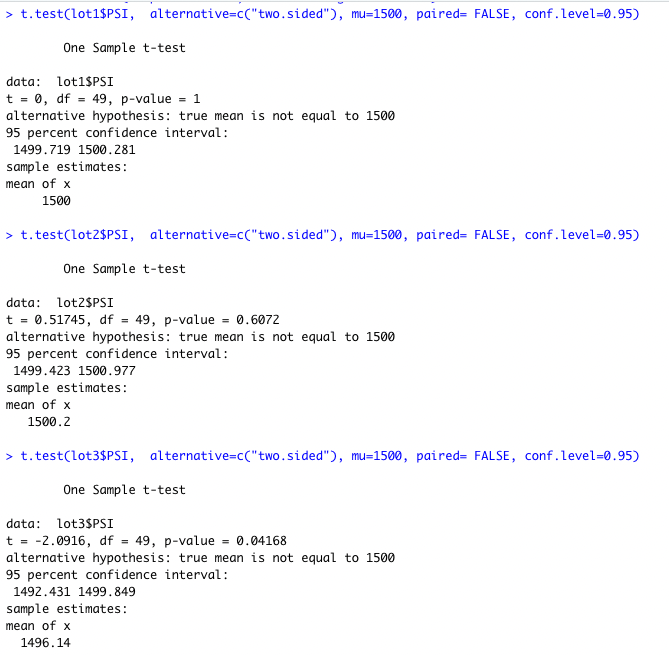 > t.test(lot1$PSI,  alternative=c("two.sided"), mu=1500, paired= FALSE, conf.level=0.95)
One Sample t-test
data:  lot1$PSI
t = 0, df = 49, p-value = 1
alternative hypothesis: true mean is not equal to 1500
95 percent confidence interval:
1499.719 1500.281
sample estimates:
mean of x
1500
> t.test(lot2$PSI,  alternative=c("two.sided"), mu=1500, paired= FALSE, conf.level=0.95)
One Sample t-test
data:  lot2$PSI
t = 0.51745, df = 49, p-value = 0.6072
alternative hypothesis: true mean is not equal to 1500
95 percent confidence interval:
1499.423 1500.977
sample estimates:
mean of x
1500.2
> t.test(lot3$PSI,  alternative=c("two.sided"), mu=1500, paired= FALSE, conf.level=0.95)
One Sample t-test
data:  lot3$PSI
t = -2.0916, df = 49, p-value = 0.04168
alternative hypothesis: true mean is not equal to 1500
95 percent confidence interval:
1492.431 1499.849
sample estimates:
mean of x
1496.14